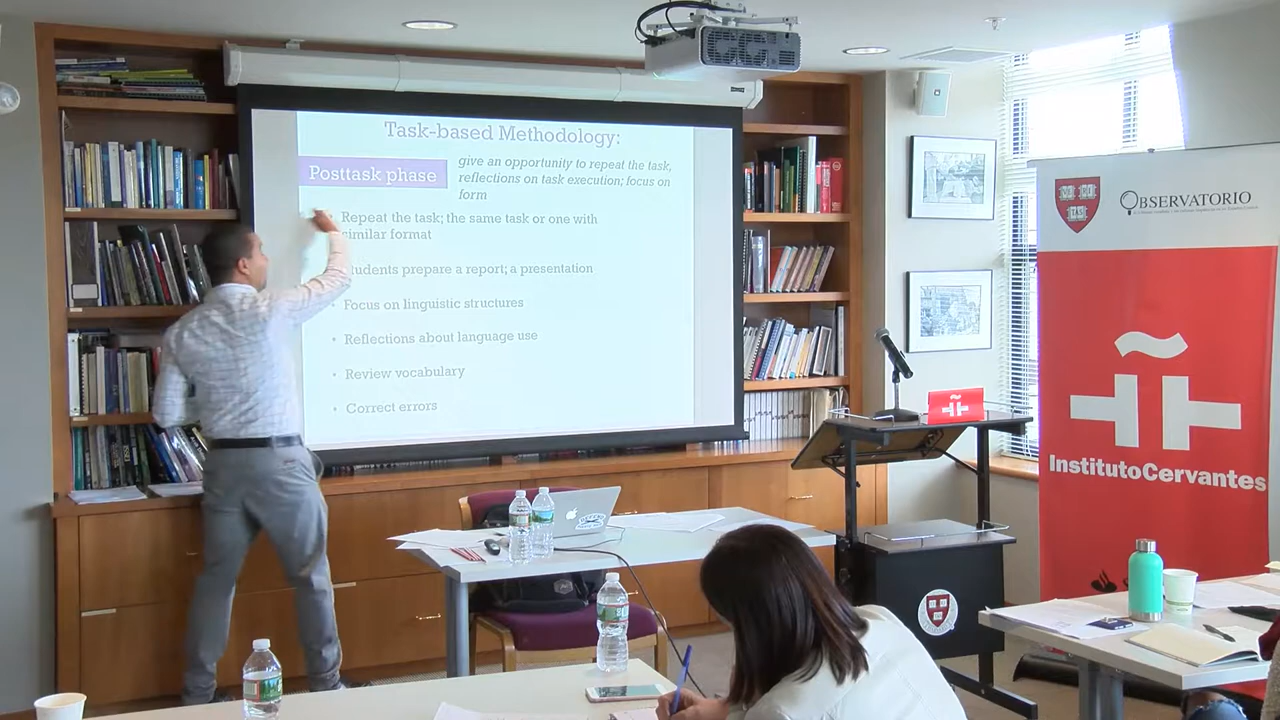 Task-based Methodology:
Posttask phase
give an opportunity to repeat the task,
reflections on task execution; focus on
form
Repeat the task; the same task or one with
similar format
students prepare a report; a presentation
Focus on linguistic structures
Reflections about language use
Review vocabulary
Correct errors
OBSERVATORIO
InstitutoCervantes